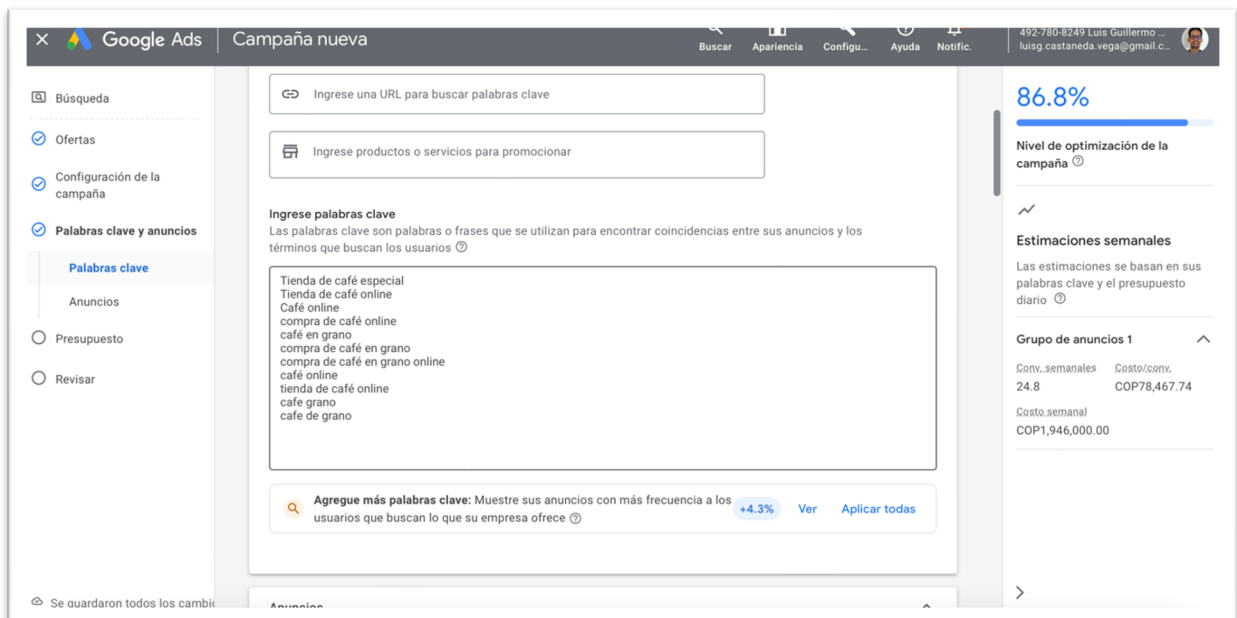 Google Ads
Campaña nueva
Buscar
Apariencia
Configu...
Ayuda
Notific.
492-780-8249 Luis Guillermo ...
luisg.castaneda.vega@gmail.c...
Búsqueda
Ofertas
Configuración de la
campaña
Palabras clave y anuncios
Palabras clave
Anuncios
Presupuesto
Revisar
Se guardaron todos los cambi
Ingrese una URL para buscar palabras clave
Ingrese productos o servicios para promocionar
Ingrese palabras clave
Las palabras clave son palabras o frases que se utilizan para encontrar coincidencias entre sus anuncios y los
términos que buscan los usuarios
Tienda de café especial
Tienda de café online
Café online
compra de café online
café en grano
compra de café en grano
compra de café en grano online
café online
tienda de café online
cafe grano
cafe de grano
Agregue más palabras clave: Muestre sus anuncios con más frecuencia a los
usuarios que buscan lo que su empresa ofrece
+4.3%
Ver
Aplicar todas
Anuncios
86.8%
Nivel de optimización de la
campaña
Estimaciones semanales
Las estimaciones se basan en sus
palabras clave y el presupuesto
diario
Grupo de anuncios 1
Conv. semanales Costo/conv.
24.8 COP78,467.74
Costo semanal
COP1,946,000.00